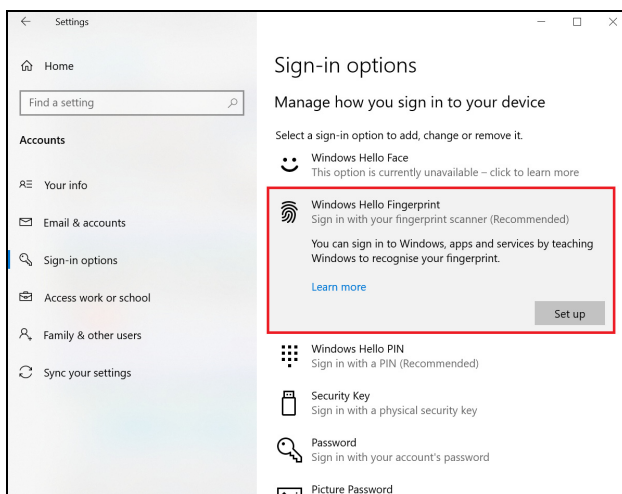 Settings
Home
Find a setting
Accounts
Your info
Email & accounts
Sign-in options
Access work or school
Family & other users
Sync your settings
Sign-in options
Manage how you sign in to your device
Select a sign-in option to add, change or remove it.
Windows Hello Face
This option is currently unavailable – click to learn more
Windows Hello Fingerprint
Sign in with your fingerprint scanner (Recommended)
You can sign in to Windows, apps and services by teaching
Windows to recognise your fingerprint.
Learn more
Set up
Windows Hello PIN
Sign in with a PIN (Recommended)
Security Key
Sign in with a physical security key
Password
Sign in with your account's password
Picture Password